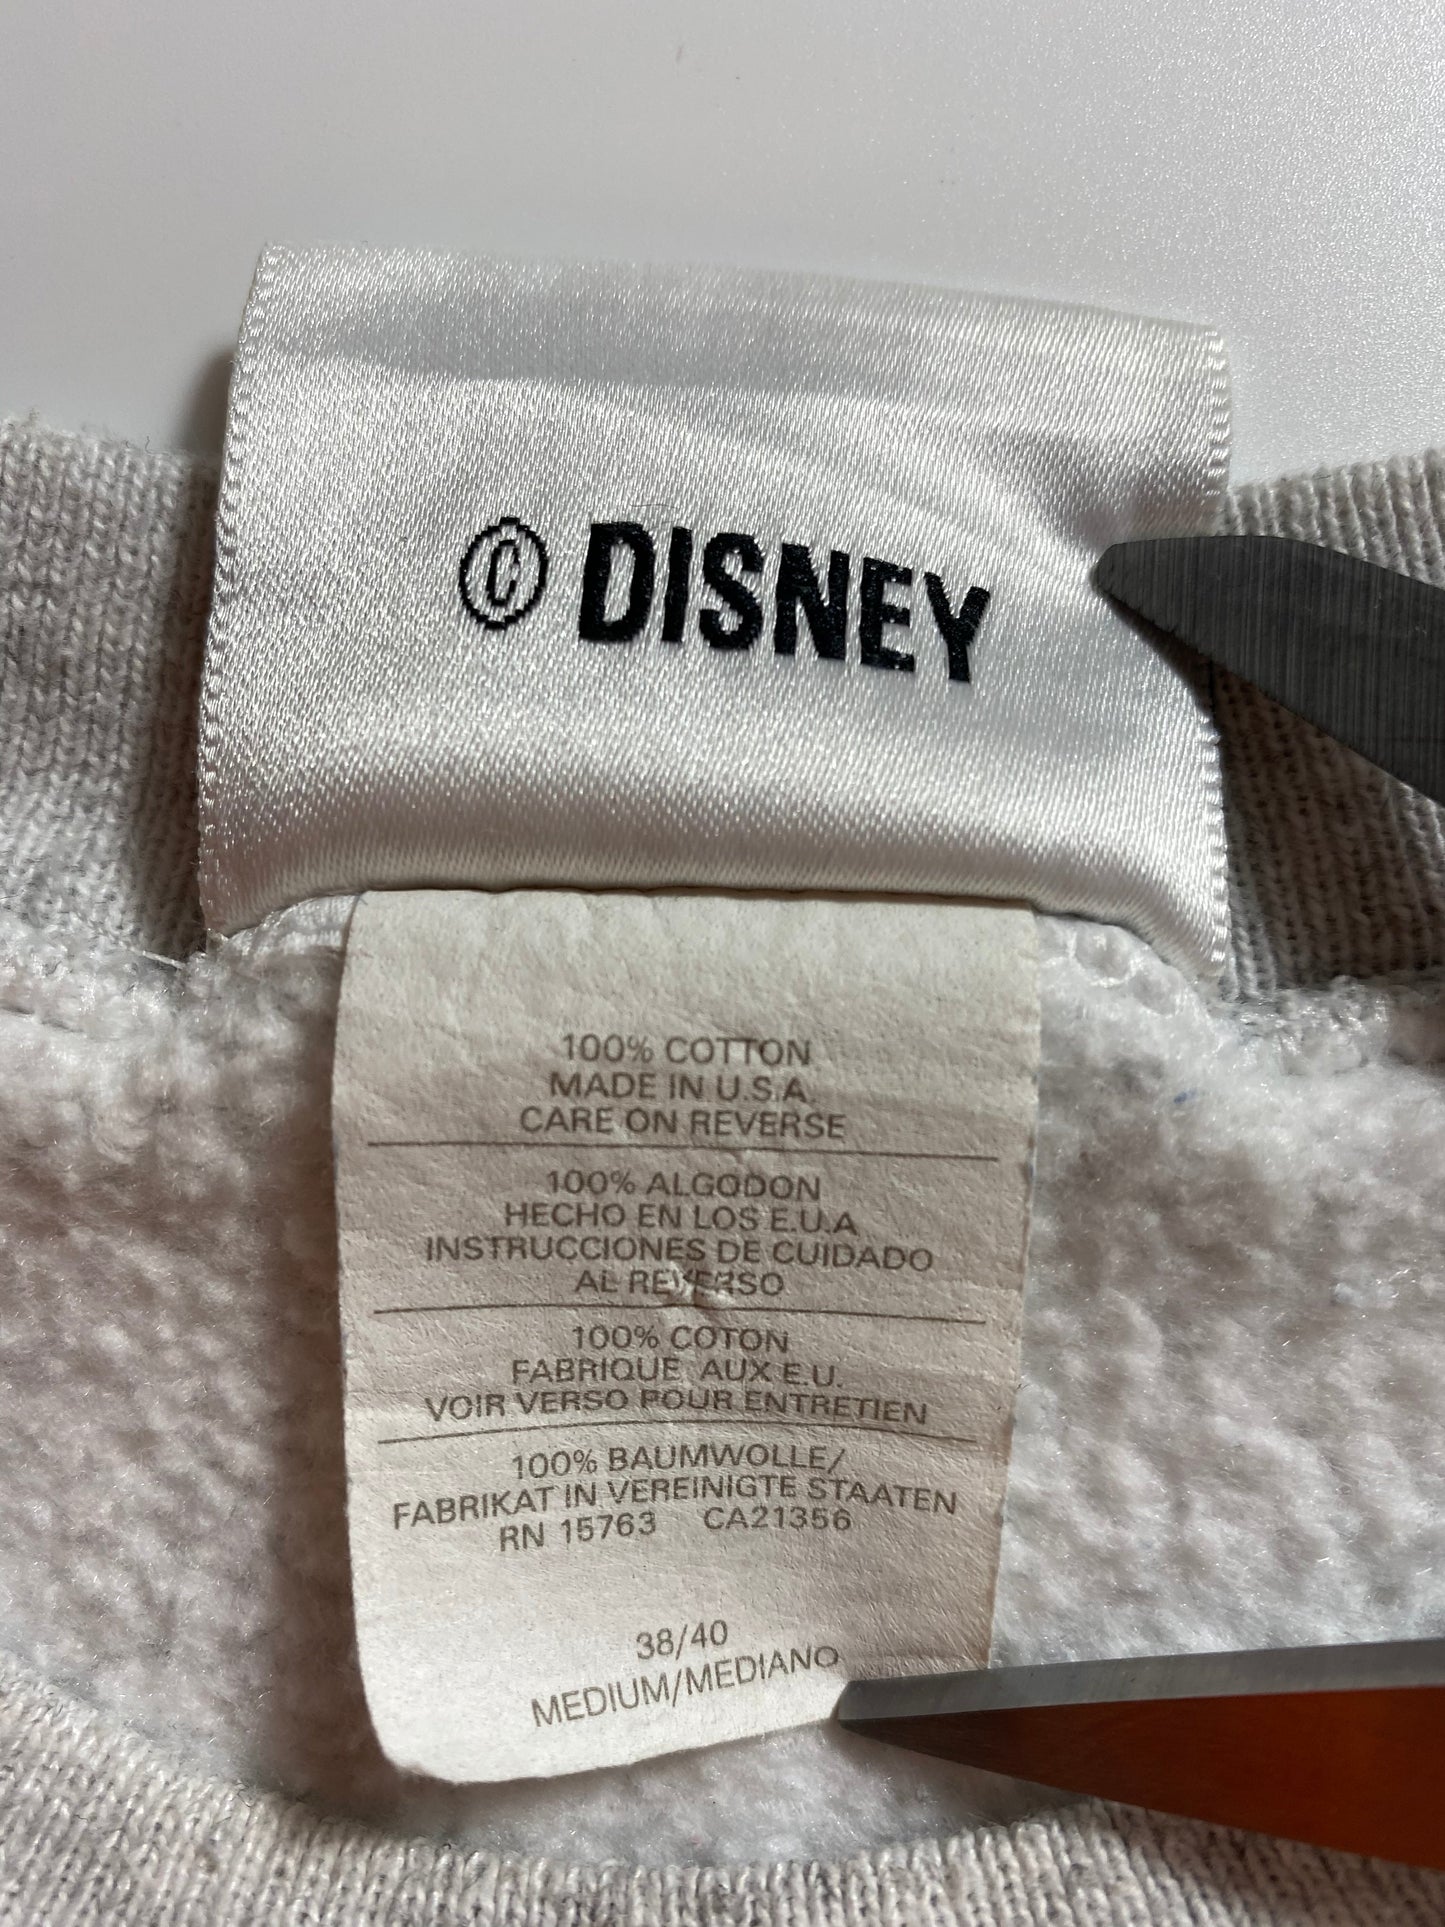 © DISNEY
100% COTTON
MADE IN U.S.A.
CARE ON REVERSE
100% ALGODON
HECHO EN LOS E.U.A
INSTRUCCIONES DE CUIDADO
AL REVERSO
100% COTON
FABRIQUE AUX E.U.
VOIR VERSO POUR ENTRETIEN
100% BAUMWOLLE/
FABRIKAT IN VEREINIGTE STAATEN
RN 15763 CA21356
38/40
MEDIUM/MEDIANO